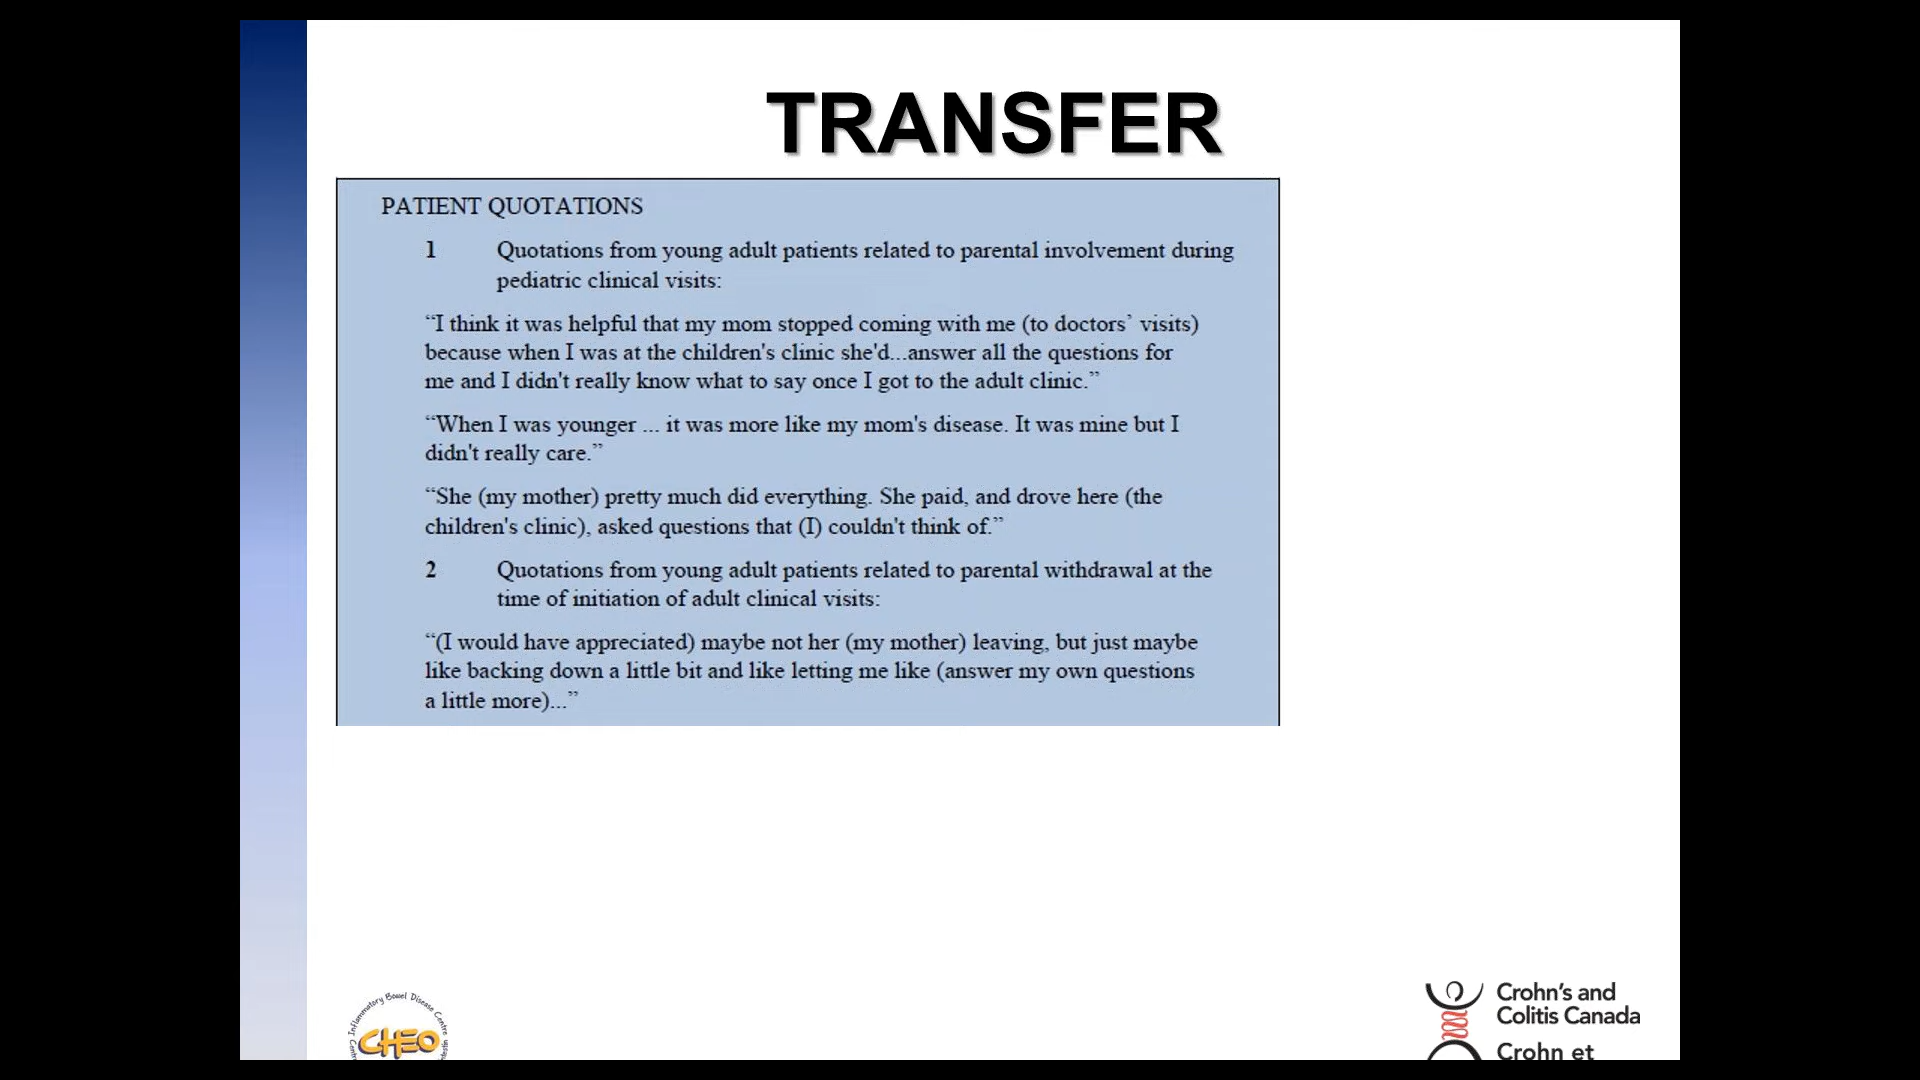 TRANSFER
PATIENT QUOTATIONS
1 Quotations from young adult patients related to parental involvement during
pediatric clinical visits:
“I think it was helpful that my mom stopped coming with me (to doctors’ visits)
because when I was at the children's clinic she'd...answer all the questions for
me and I didn't really know what to say once I got to the adult clinic.”
“When I was younger ... it was more like my mom's disease. It was mine but I
didn't really care.”
“She (my mother) pretty much did everything. She paid, and drove here (the
children's clinic), asked questions that (I) couldn't think of.”
2 Quotations from young adult patients related to parental withdrawal at the
time of initiation of adult clinical visits:
“(I would have appreciated) maybe not her (my mother) leaving, but just maybe
like backing down a little bit and like letting me like (answer my own questions
a little more)...”
Inflammatory Bowel Disease Centre
CHEO
Crohn's and
Colitis Canada
Crohn et